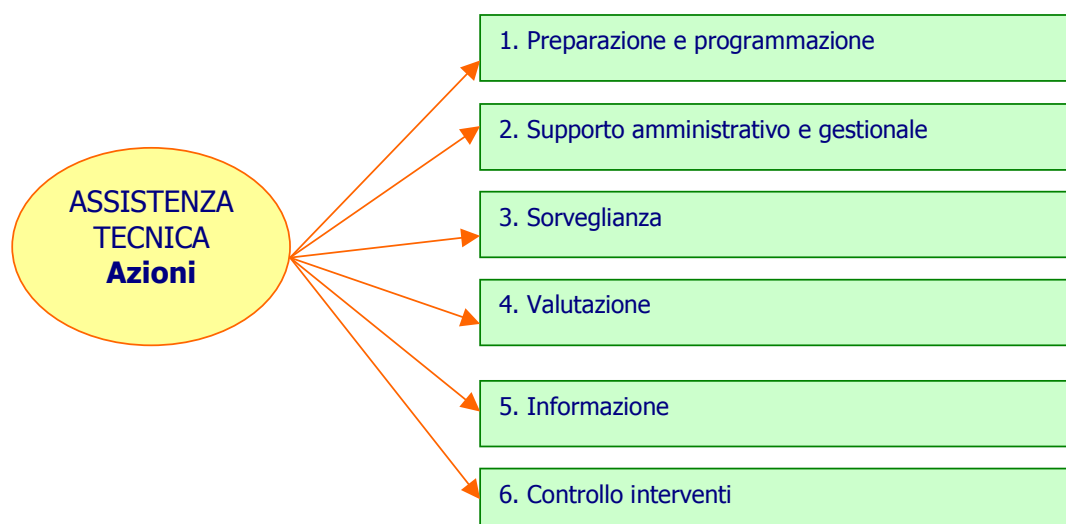 ASSISTENZA
TECNICA
Azioni
1. Preparazione e programmazione
2. Supporto amministrativo e gestionale
3. Sorveglianza
4. Valutazione
5. Informazione
6. Controllo interventi